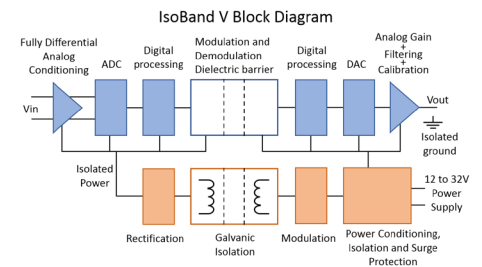 IsoBand V Block Diagram
Fully Differential
Analog
Conditioning
ADC
Digital
processing
Modulation and
Demodulation
Dielectric barrier
Digital
processing
DAC
Analog Gain
+
Filtering
+
Calibration
Vin
Vout
Isolated
ground
Isolated
Power
12 to 32V
Power
Supply
Rectification
Galvanic
Isolation
Modulation
Power Conditioning,
Isolation and Surge
Protection